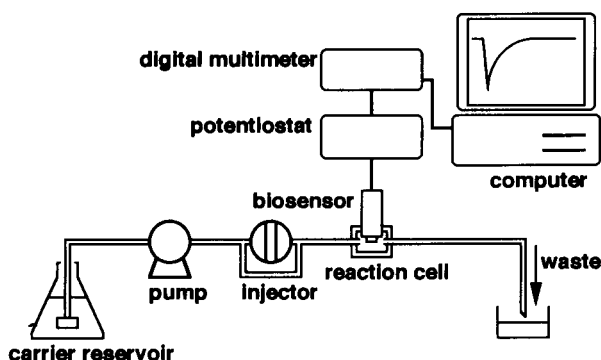 digital multimeter
potentiostat
computer
biosensor
reaction cell
waste
pump
injector
carrier reservoir